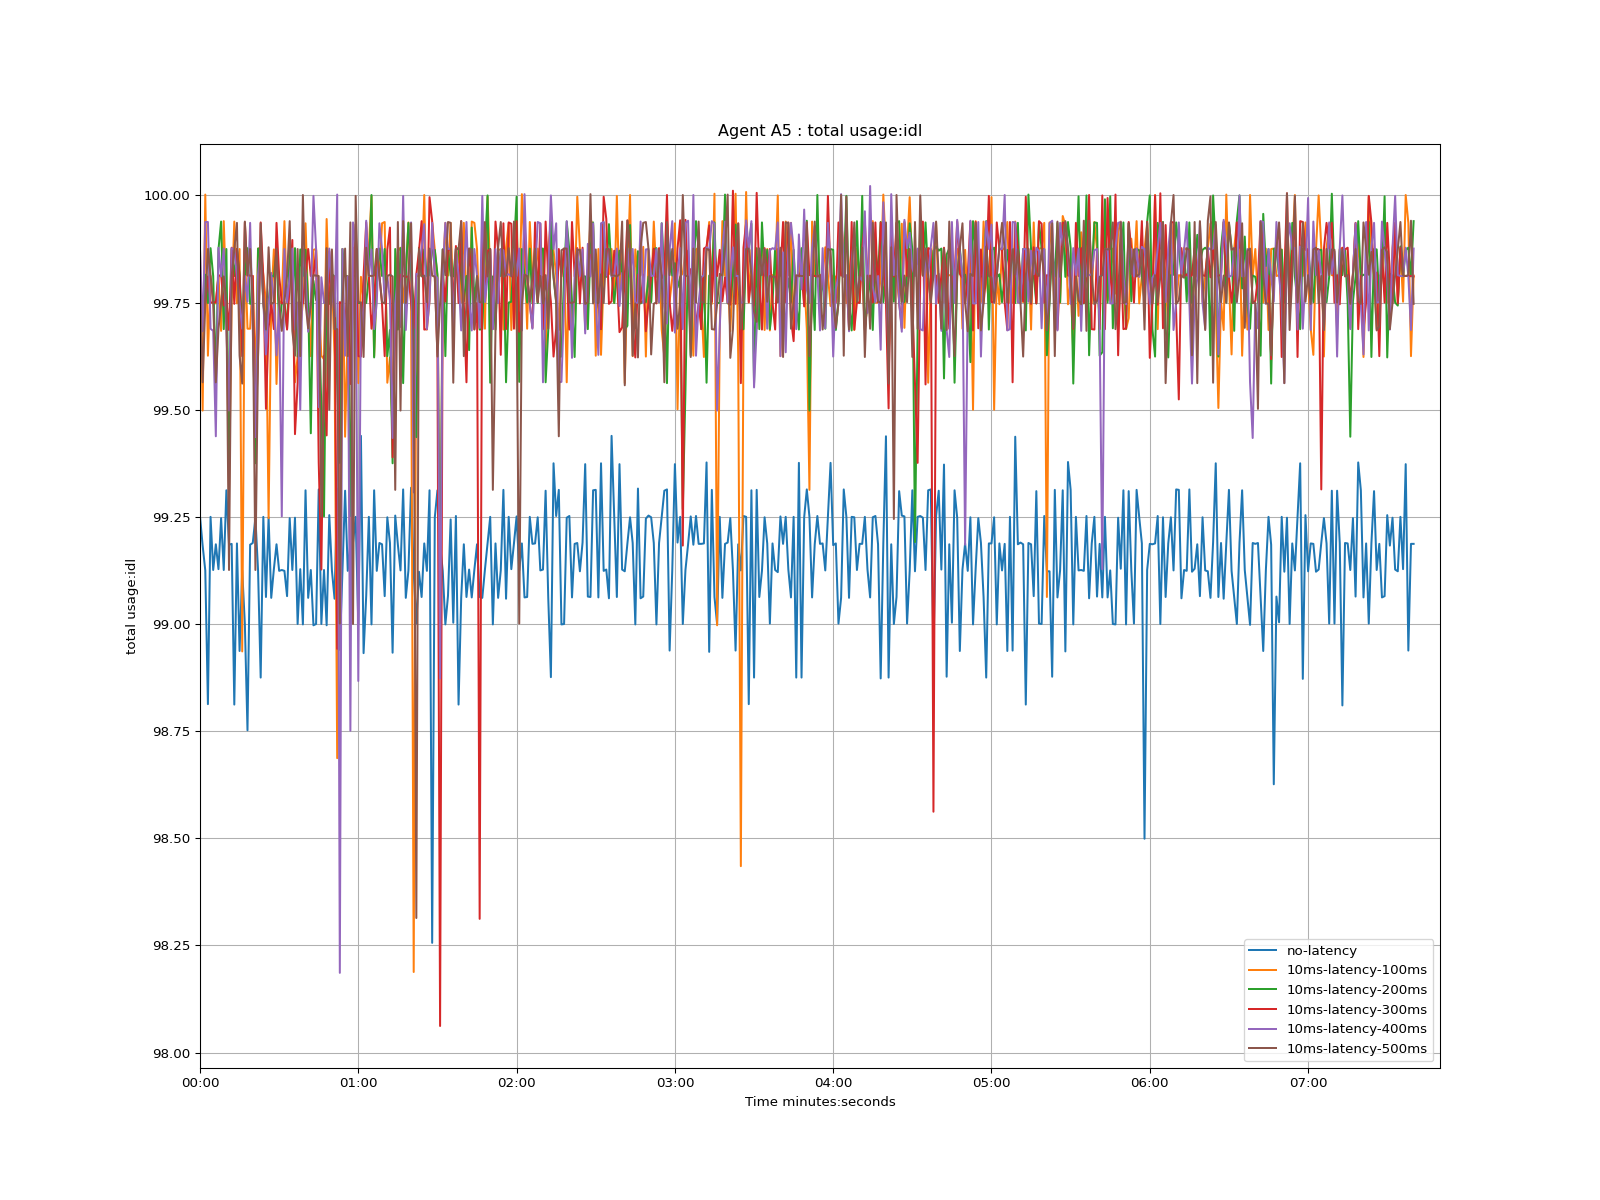 Agent A5 : total usage:idl
100.00
99.75
99.50
99.25
99.00
98.75
98.50
98.25
98.00
total usage:idl
00:00 01:00 02:00 03:00 04:00 05:00 06:00 07:00
Time minutes:seconds
no-latency
10ms-latency-100ms
10ms-latency-200ms
10ms-latency-300ms
10ms-latency-400ms
10ms-latency-500ms